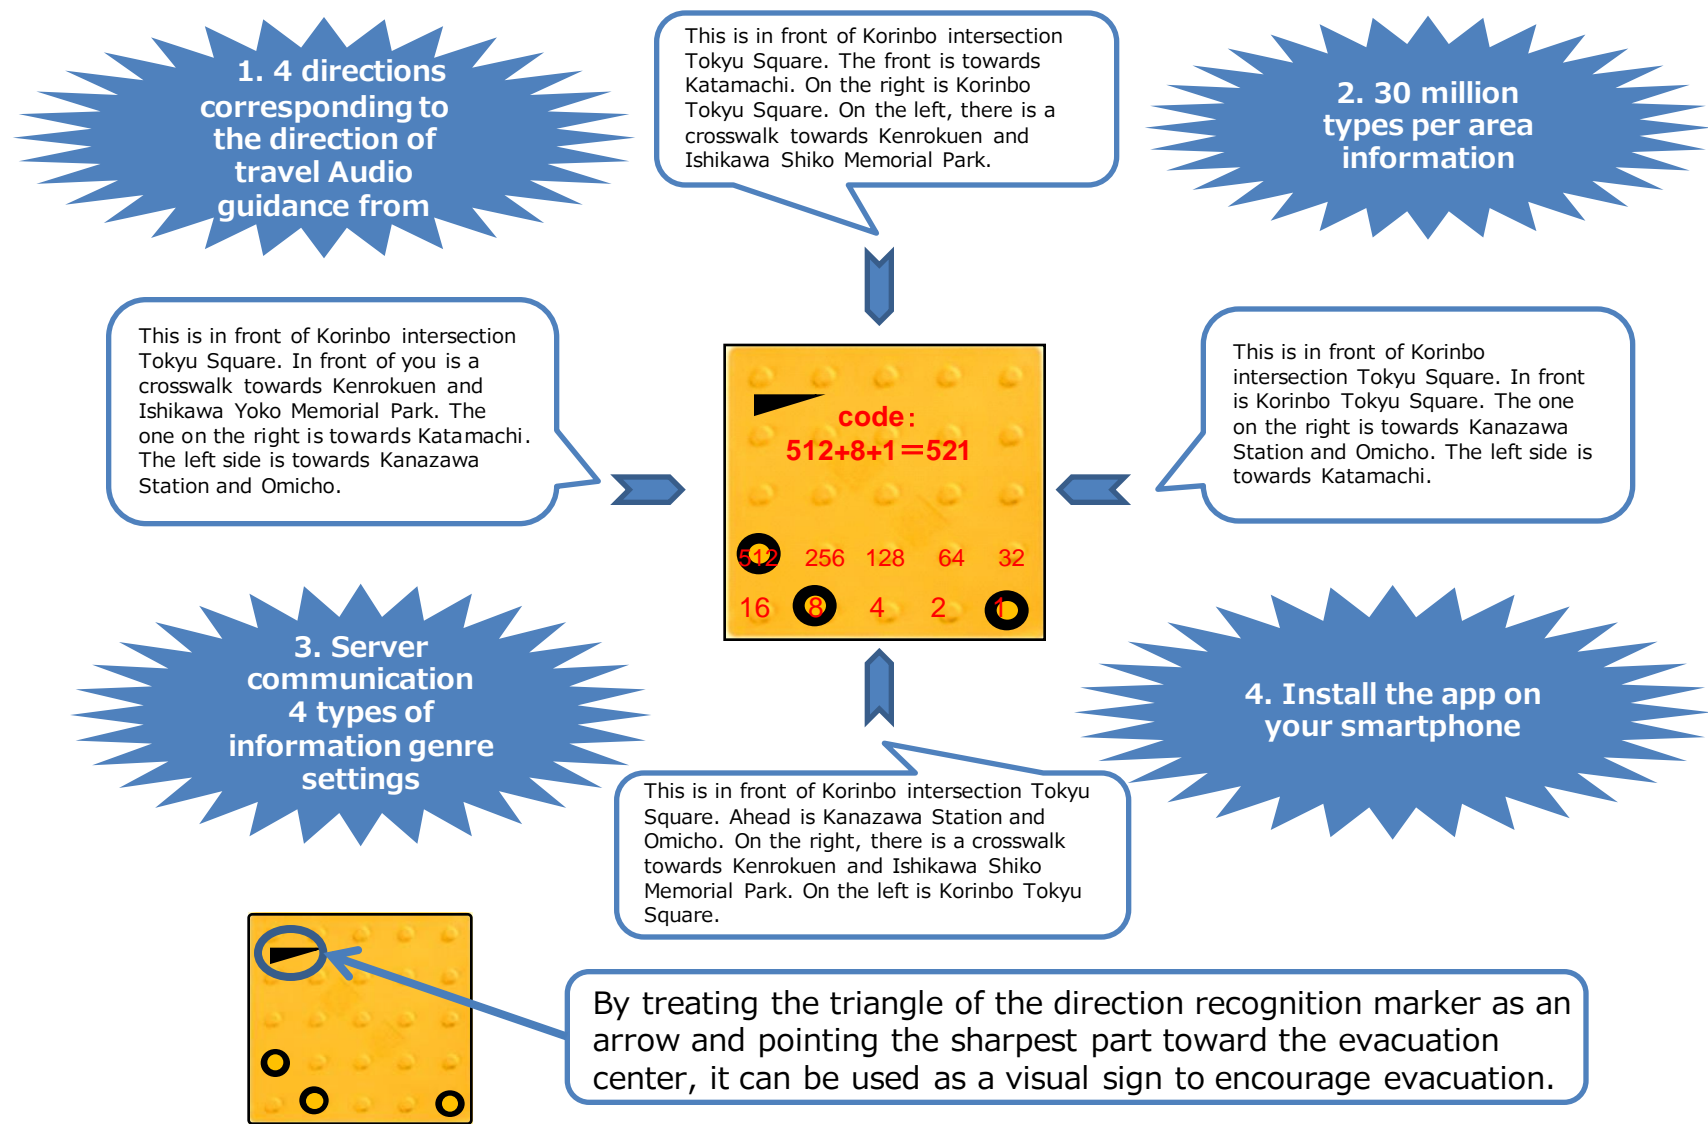 1. 4 directions
corresponding to
the direction of
travel Audio
guidance from
This is in front of Korinbo intersection
Tokyu Square. The front is towards
Katamachi. On the right is Korinbo
Tokyu Square. On the left, there is a
crosswalk towards Kenrokuen and
Ishikawa Shiko Memorial Park.
2. 30 million
types per area
information
This is in front of Korinbo intersection
Tokyu Square. In front of you is a
crosswalk towards Kenrokuen and
Ishikawa Yoko Memorial Park. The
one on the right is towards Katamachi.
The left side is towards Kanazawa
Station and Omicho.
code：
512+8+1＝521
512 256 128 64 32
16 8 4 2 1
This is in front of Korinbo
intersection Tokyu Square. In front
is Korinbo Tokyu Square. The one
on the right is towards Kanazawa
Station and Omicho. The left side is
towards Katamachi.
3. Server
communication
4 types of
information genre
settings
4. Install the app on
your smartphone
This is in front of Korinbo intersection Tokyu
Square. Ahead is Kanazawa Station and
Omicho. On the right, there is a crosswalk
towards Kenrokuen and Ishikawa Shiko
Memorial Park. On the left is Korinbo Tokyu
Square.
By treating the triangle of the direction recognition marker as an
arrow and pointing the sharpest part toward the evacuation
center, it can be used as a visual sign to encourage evacuation.